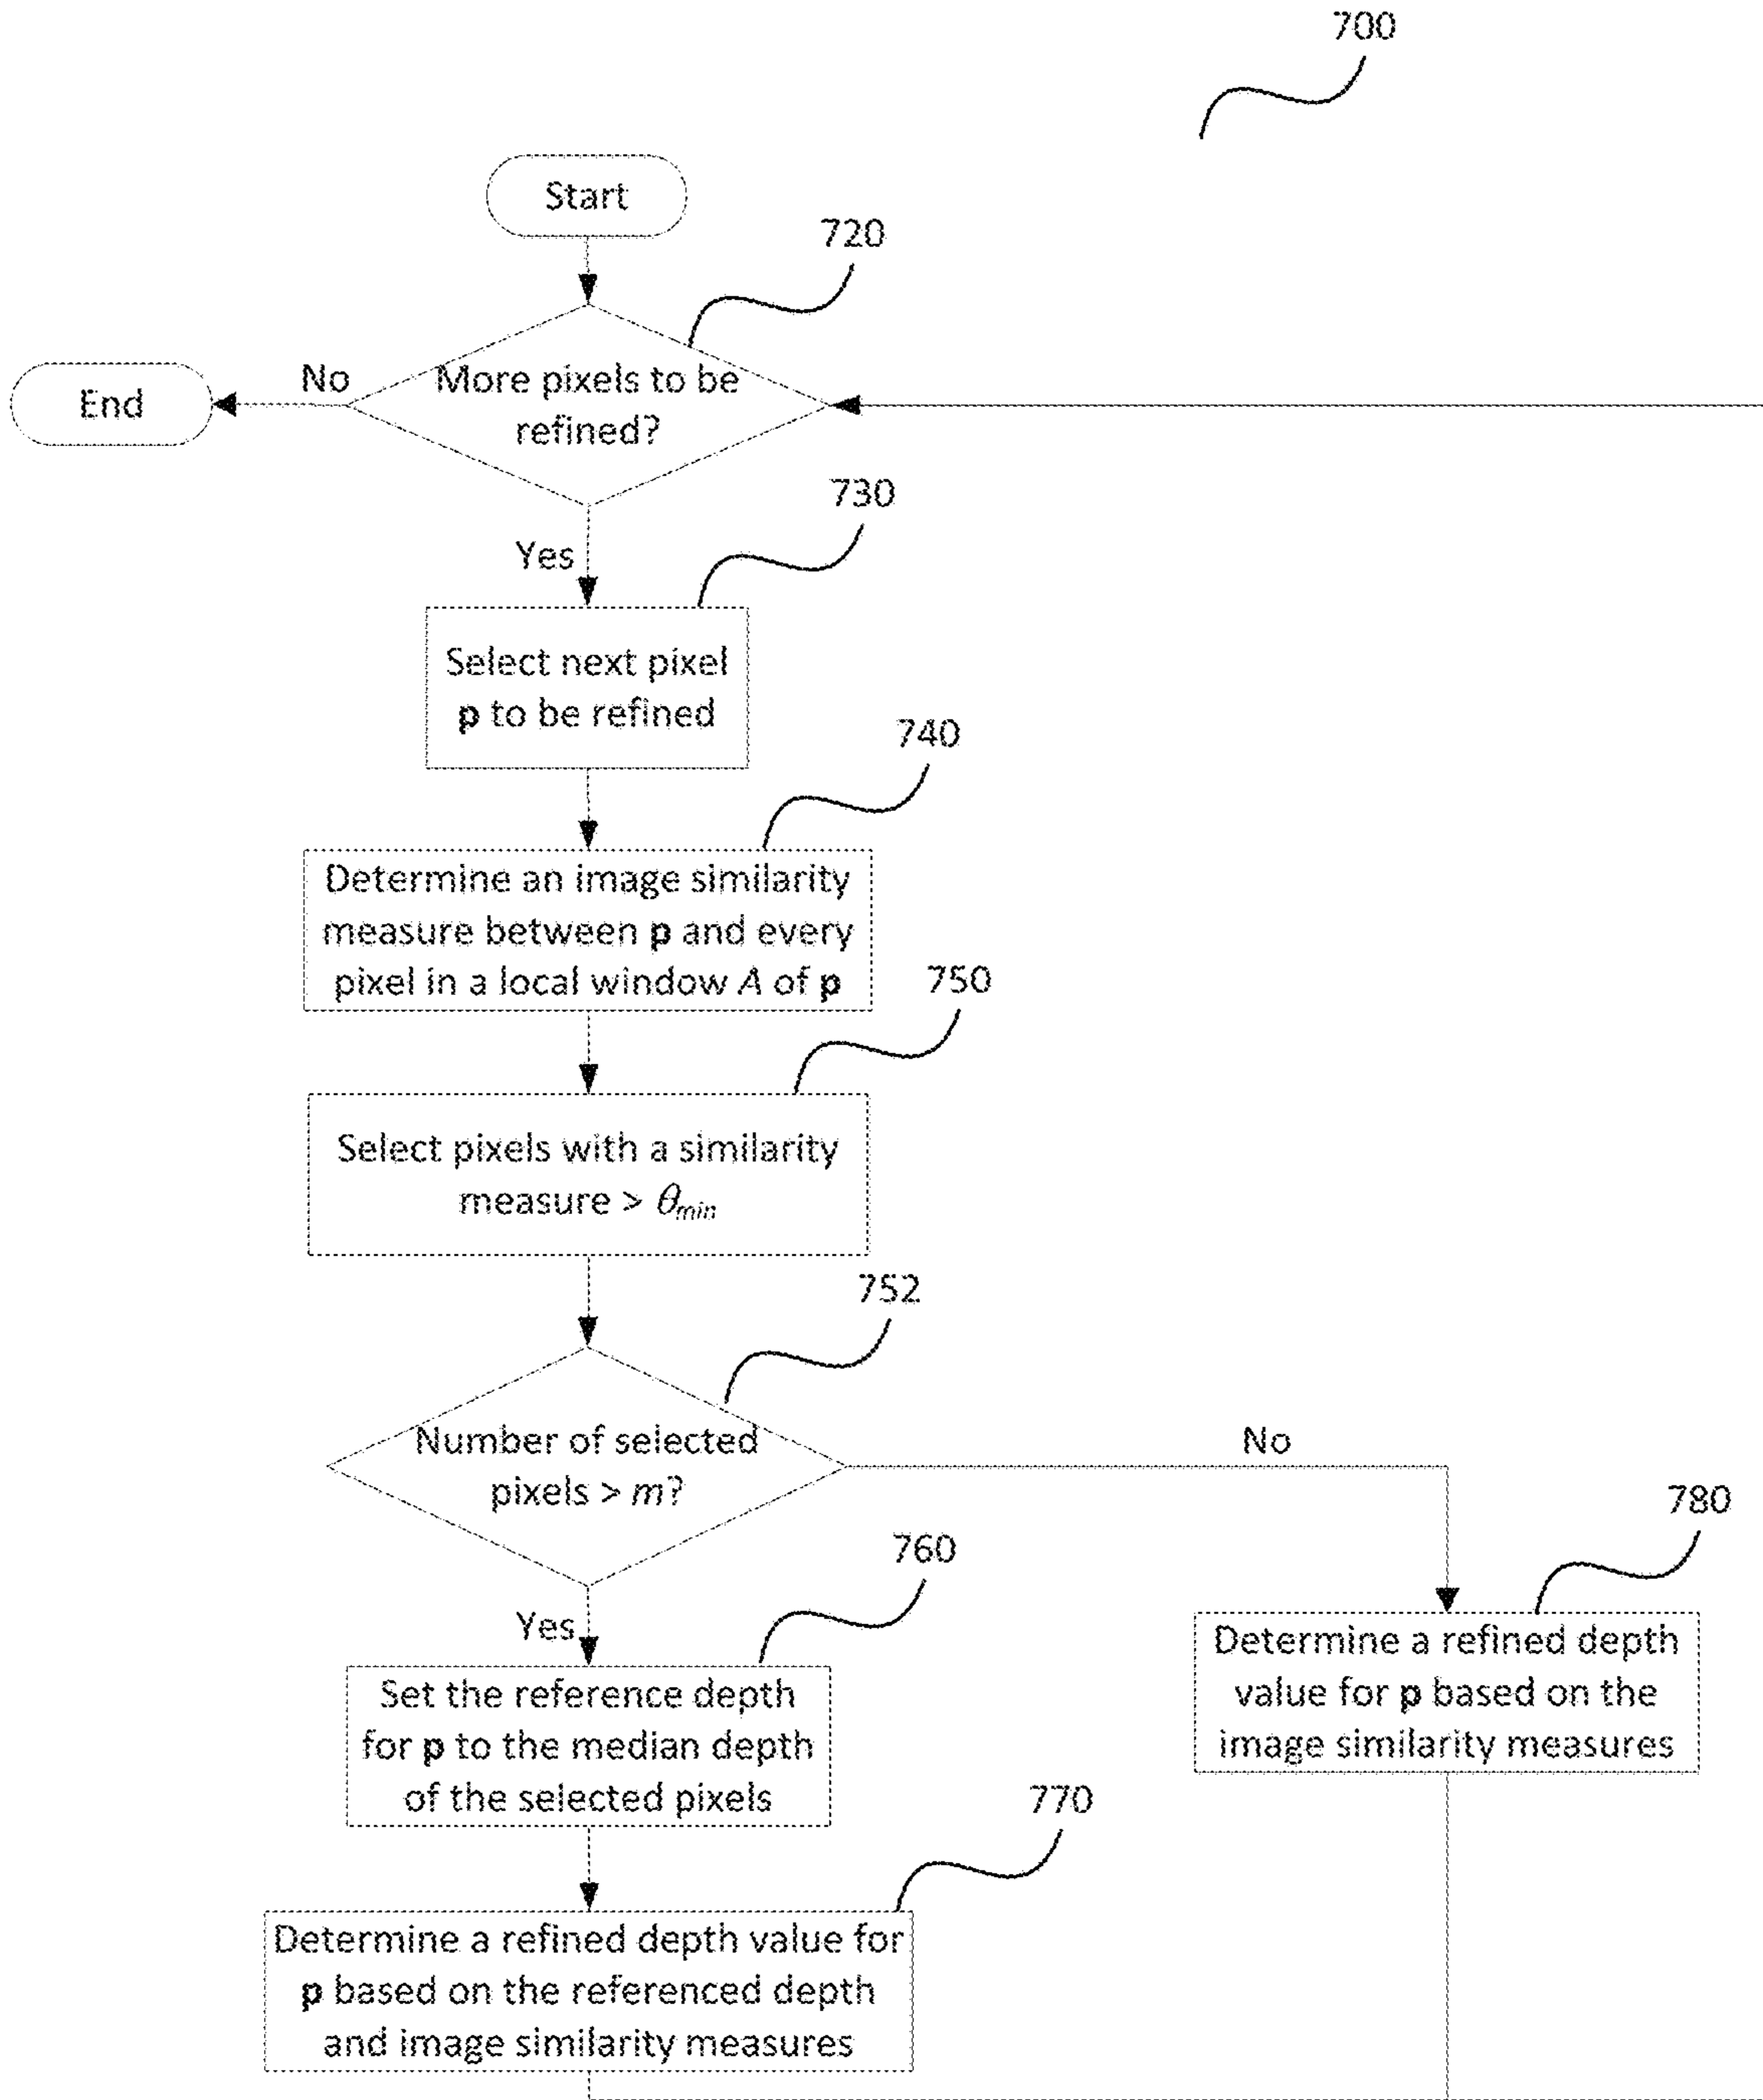 700
Start
720
More pixels to be
refined?
No
End
730
Yes
Select next pixel
p to be refined
740
Determine an image similarity
measure between p and every
pixel in a local window A of p
750
Select pixels with a similarity
measure > θmin
752
Number of selected
pixels > m?
No
780
760
Yes
Set the reference depth
for p to the median depth
of the selected pixels
Determine a refined depth
value for p based on the
image similarity measures
770
Determine a refined depth value for
p based on the referenced depth
and image similarity measures